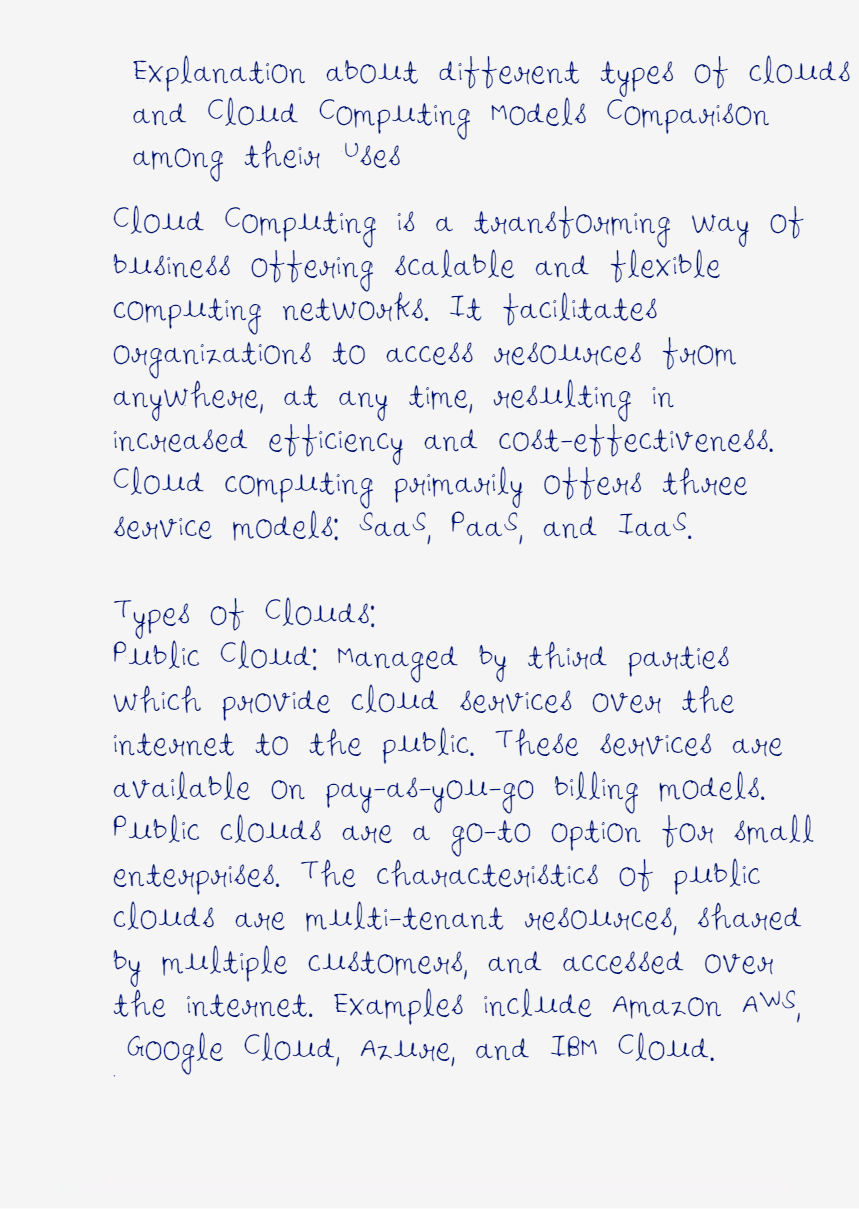 Explanation about different types of clouds
and Cloud Computing Models Comparison
among their Uses
Cloud Computing is a transforming way of
business offering scalable and flexible
computing networks. It facilitates
organizations to access resources from
anywhere, at any time, resulting in
increased efficiency and cost-effectiveness.
Cloud computing primarily offers three
service models: SaaS, PaaS, and IaaS.
Types of Clouds:
Public Cloud: Managed by third parties
which provide cloud services over the
internet to the public. These services are
available on pay-as-you-go billing models.
Public clouds are a go-to option for small
enterprises. The characteristics of public
clouds are multi-tenant resources, shared
by multiple customers, and accessed over
the internet. Examples include Amazon AWS,
Google Cloud, Azure, and IBM Cloud.